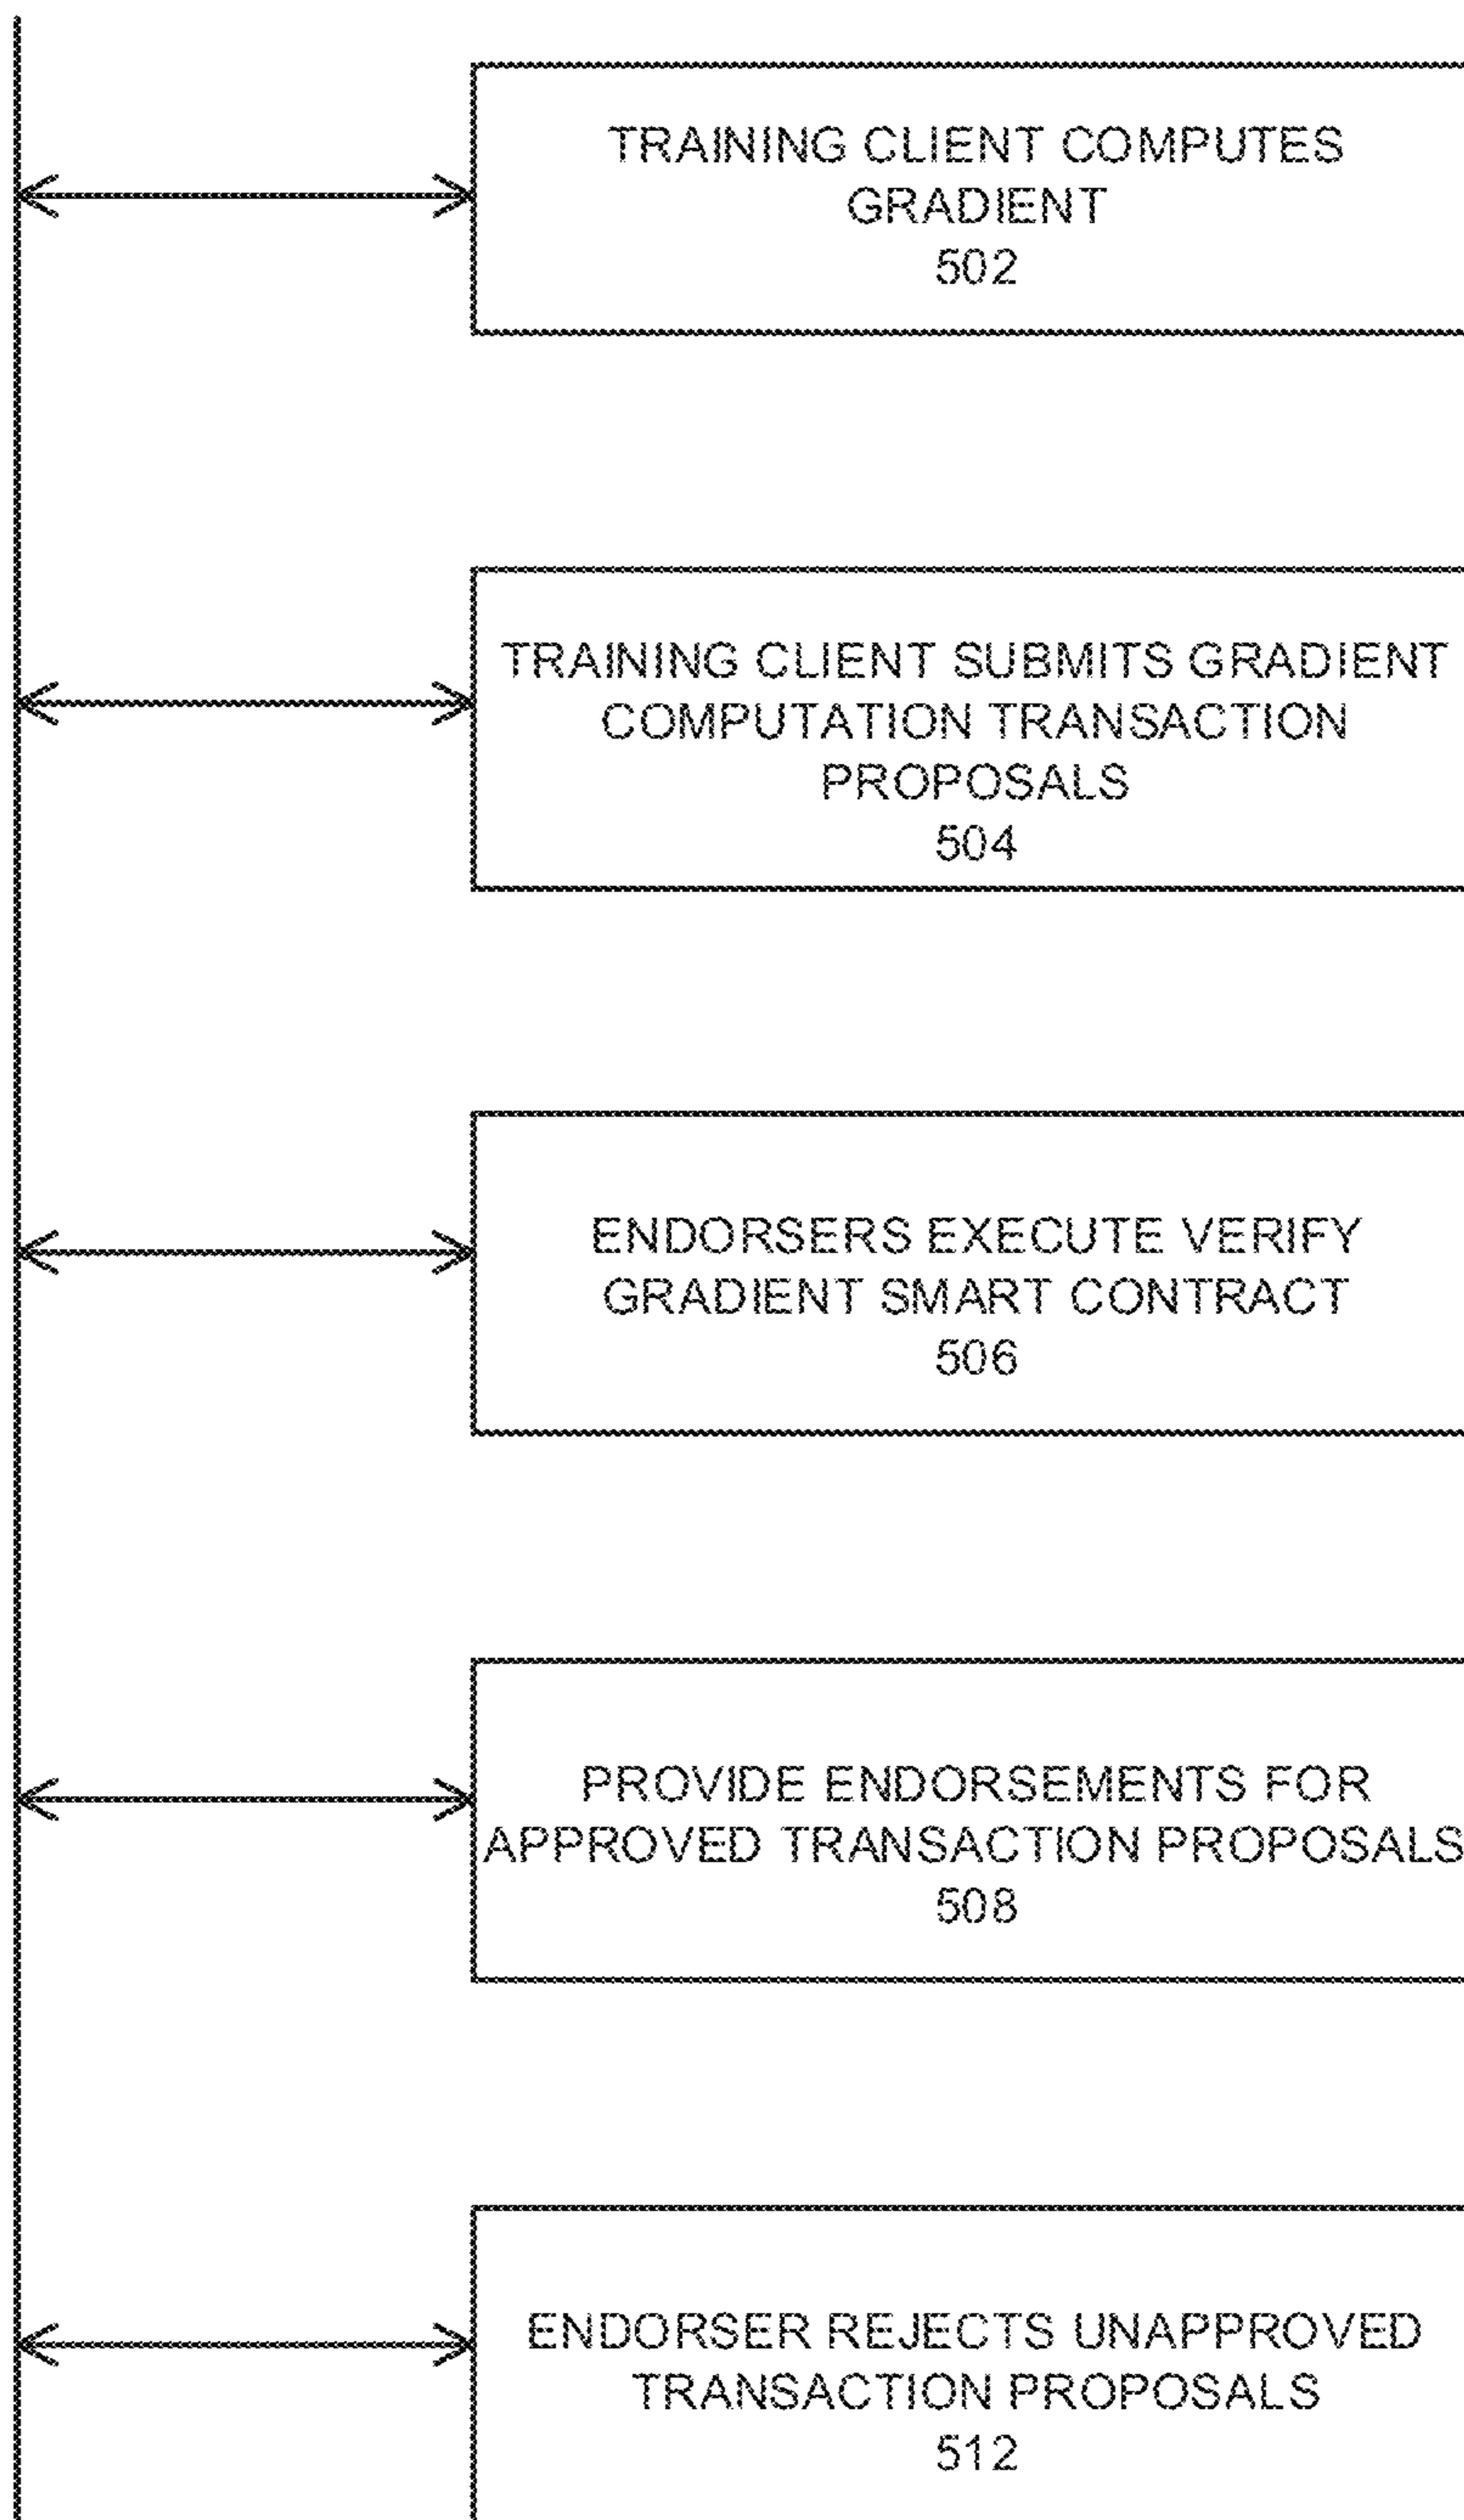 TRAINING CLIENT COMPUTES
GRADIENT
502
TRAINING CLIENT SUBMITS GRADIENT
COMPUTATION TRANSACTION
PROPOSALS
504
ENDORSERS EXECUTE VERIFY
GRADIENT SMART CONTRACT
506
PROVIDE ENDORSEMENTS FOR
APPROVED TRANSACTION PROPOSALS
508
ENDORSER REJECTS UNAPPROVED
TRANSACTION PROPOSALS
512